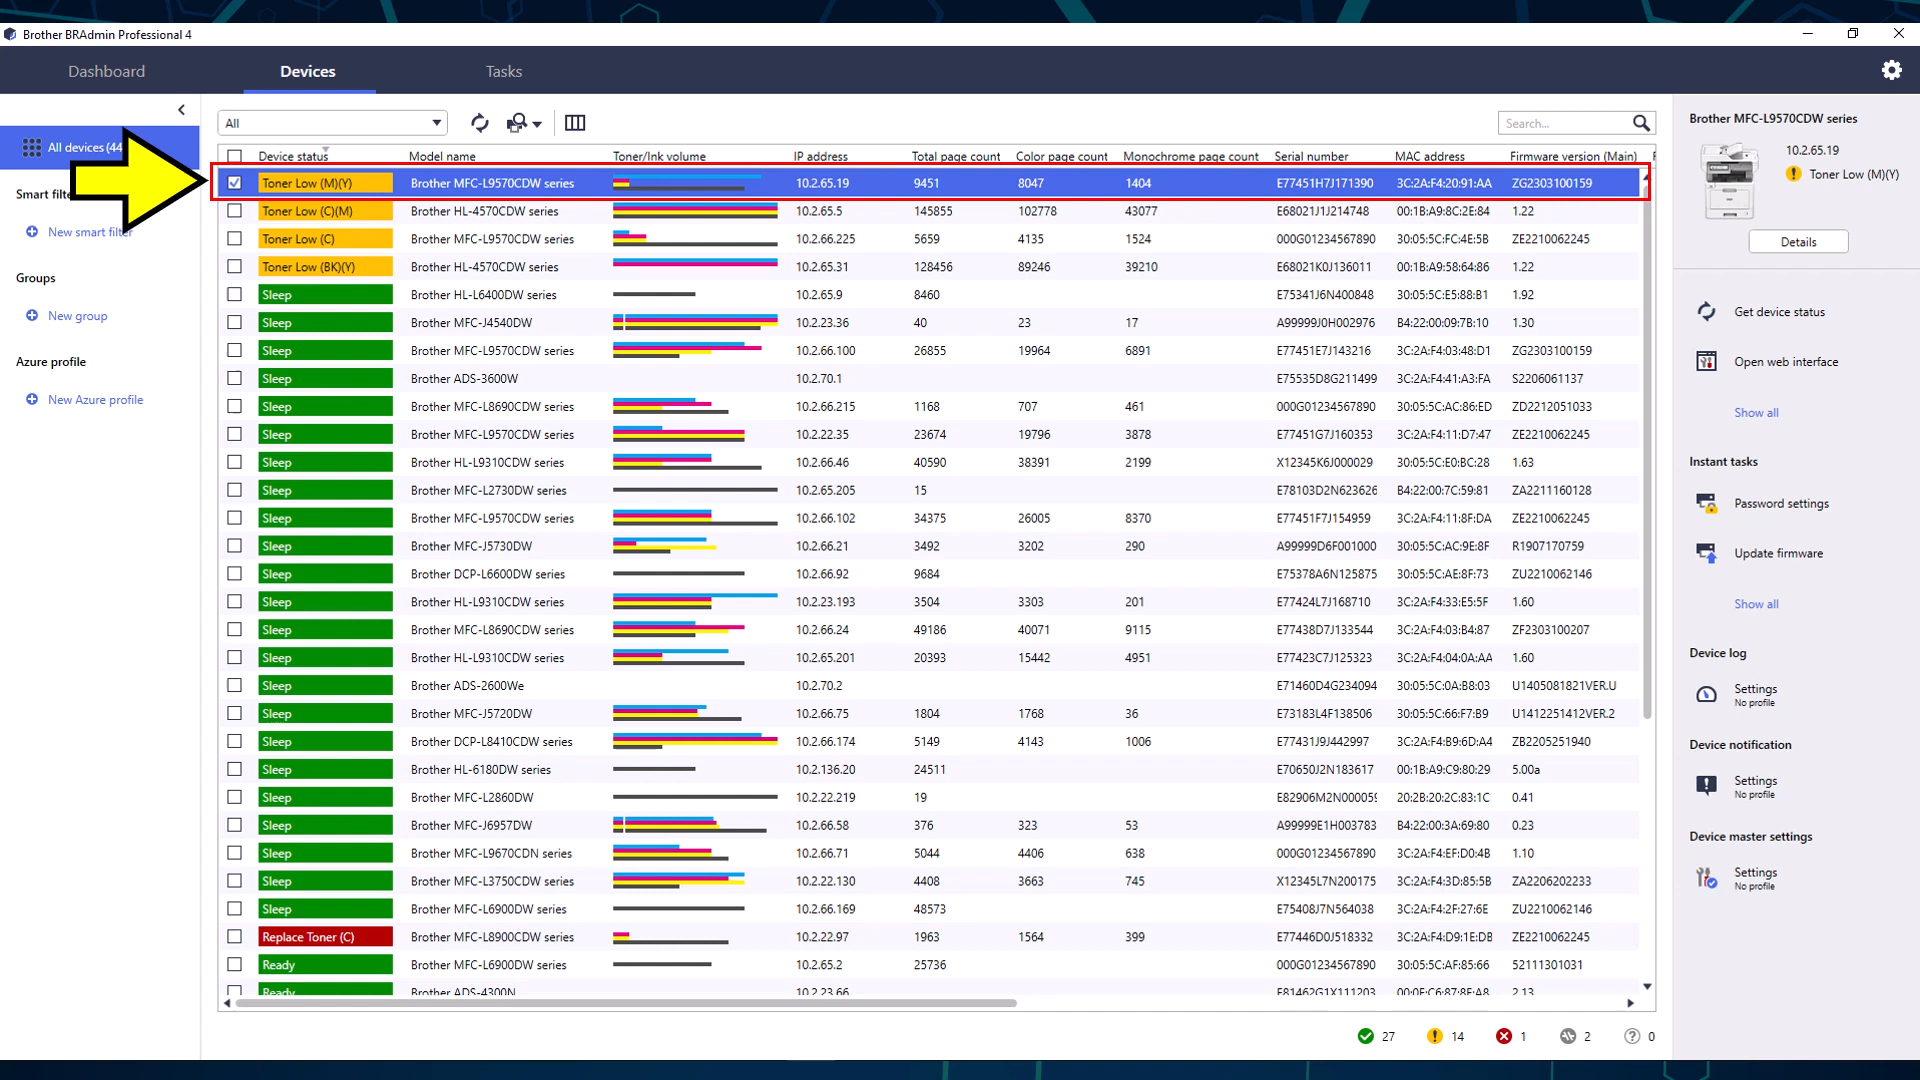 Brother BRAdmin Professional 4
Dashboard Devices Tasks
All Search...
All devices (44
Smart filte
New smart filter
Groups
New group
Azure profile
New Azure profile
Device status Model name Toner/Ink volume IP address Total page count Color page count Monochrome page count Serial number MAC address Firmware version (Main)
Toner Low (M)(Y) Brother MFC-L9570CDW series 10.2.65.19 9451 8047 1404 E77451H7J171390 3C:2A:F4:20:91:AA ZG2303100159
Toner Low (C)(M) Brother HL-4570CDW series 10.2.65.5 145855 102778 43077 E68021J1J214748 00:1B:A9:8C:2E:84 1.22
Toner Low (C) Brother MFC-L9570CDW series 10.2.66.225 5659 4135 1524 000G01234567890 30:05:5C:FC:4E:5B ZE2210062245
Toner Low (BK)(Y) Brother HL-4570CDW series 10.2.65.31 128456 89246 39210 E68021K0J136011 00:1B:A9:58:64:86 1.22
Sleep Brother HL-L6400DW series 10.2.65.9 8460 E75341J6N400848 30:05:5C:E5:88:B1 1.92
Sleep Brother MFC-J4540DW 10.2.23.36 40 23 17 A99999J0H002976 B4:22:00:09:7B:10 1.30
Sleep Brother MFC-L9570CDW series 10.2.66.100 26855 19964 6891 E77451E7J143216 3C:2A:F4:03:48:D1 ZG2303100159
Sleep Brother ADS-3600W 10.2.70.1 E75535D8G211499 3C:2A:F4:41:A3:FA S2206061137
Sleep Brother MFC-L8690CDW series 10.2.66.215 1168 707 461 000G01234567890 30:05:5C:AC:86:ED ZD2212051033
Sleep Brother MFC-L9570CDW series 10.2.22.35 23674 19796 3878 E77451G7J160353 3C:2A:F4:11:D7:47 ZE2210062245
Sleep Brother HL-L9310CDW series 10.2.66.46 40590 38391 2199 X12345K6J000029 30:05:5C:E0:BC:28 1.63
Sleep Brother MFC-L2730DW series 10.2.65.205 15 E78103D2N623626 B4:22:00:7C:59:81 ZA2211160128
Sleep Brother MFC-L9570CDW series 10.2.66.102 34375 26005 8370 E77451F7J154959 3C:2A:F4:11:8F:DA ZE2210062245
Sleep Brother MFC-J5730DW 10.2.66.21 3492 3202 290 A99999D6F001000 30:05:5C:AC:9E:8F R1907170759
Sleep Brother DCP-L6600DW series 10.2.66.92 9684 E75378A6N125875 30:05:5C:AE:8F:73 ZU2210062146
Sleep Brother HL-L9310CDW series 10.2.23.193 3504 3303 201 E77424L7J168710 3C:2A:F4:33:E5:5F 1.60
Sleep Brother MFC-L8690CDW series 10.2.66.24 49186 40071 9115 E77438D7J133544 3C:2A:F4:03:B4:87 ZF2303100207
Sleep Brother HL-L9310CDW series 10.2.65.201 20393 15442 4951 E77423C7J125323 3C:2A:F4:04:0A:AA 1.60
Sleep Brother ADS-2600We 10.2.70.2 E71460D4G234094 30:05:5C:0A:B8:03 U1405081821VER.U
Sleep Brother MFC-J5720DW 10.2.66.75 1804 1768 36 E73183L4F138506 30:05:5C:66:F7:B9 U1412251412VER.2
Sleep Brother DCP-L8410CDW series 10.2.66.174 5149 4143 1006 E77431J9J442997 3C:2A:F4:B9:6D:A4 ZB2205251940
Sleep Brother HL-6180DW series 10.2.136.20 24511 E70650J2N183617 00:1B:A9:C9:80:29 5.00a
Sleep Brother MFC-L2860DW 10.2.22.219 19 E82906M2N000059 20:2B:20:2C:83:1C 0.41
Sleep Brother MFC-J6957DW 10.2.66.58 376 323 53 A99999E1H003783 B4:22:00:3A:69:80 0.23
Sleep Brother MFC-L9670CDN series 10.2.66.71 5044 4406 638 000G01234567890 3C:2A:F4:EF:D0:4B 1.10
Sleep Brother MFC-L3750CDW series 10.2.22.130 4408 3663 745 X12345L7N200175 3C:2A:F4:3D:85:5B ZA2206202233
Sleep Brother MFC-L6900DW series 10.2.66.169 48573 E75408J7N564038 3C:2A:F4:2F:27:6E ZU2210062146
Replace Toner (C) Brother MFC-L8900CDW series 10.2.22.97 1963 1564 399 E77446D0J518332 3C:2A:F4:D9:1E:DB ZE2210062245
Ready Brother MFC-L6900DW series 10.2.65.2 25736 000G01234567890 30:05:5C:AF:85:66 52111301031
Ready Brother ADS-4300N 10.2.23.66 E81462G1X111203 2.13
27 14 1 2 0
Brother MFC-L9570CDW series
10.2.65.19
Toner Low (M)(Y)
Details
Get device status
Open web interface
Show all
Instant tasks
Password settings
Update firmware
Show all
Device log
Settings
No profile
Device notification
Settings
No profile
Device master settings
Settings
No profile